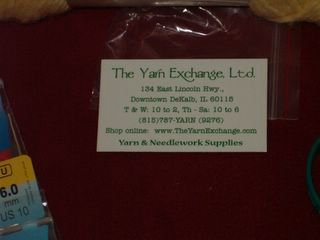 The Yarn Exchange, Ltd.
134 East Lincoln Hwy.,
Downtown DeKalb, IL 60115
T & W: 10 to 2, Th - Sa: 10 to 6
(815)787-YARN (9276)
Shop online: www.TheYarnExchange.com
Yarn & Needlework Supplies
U
6.0
mm
US 10